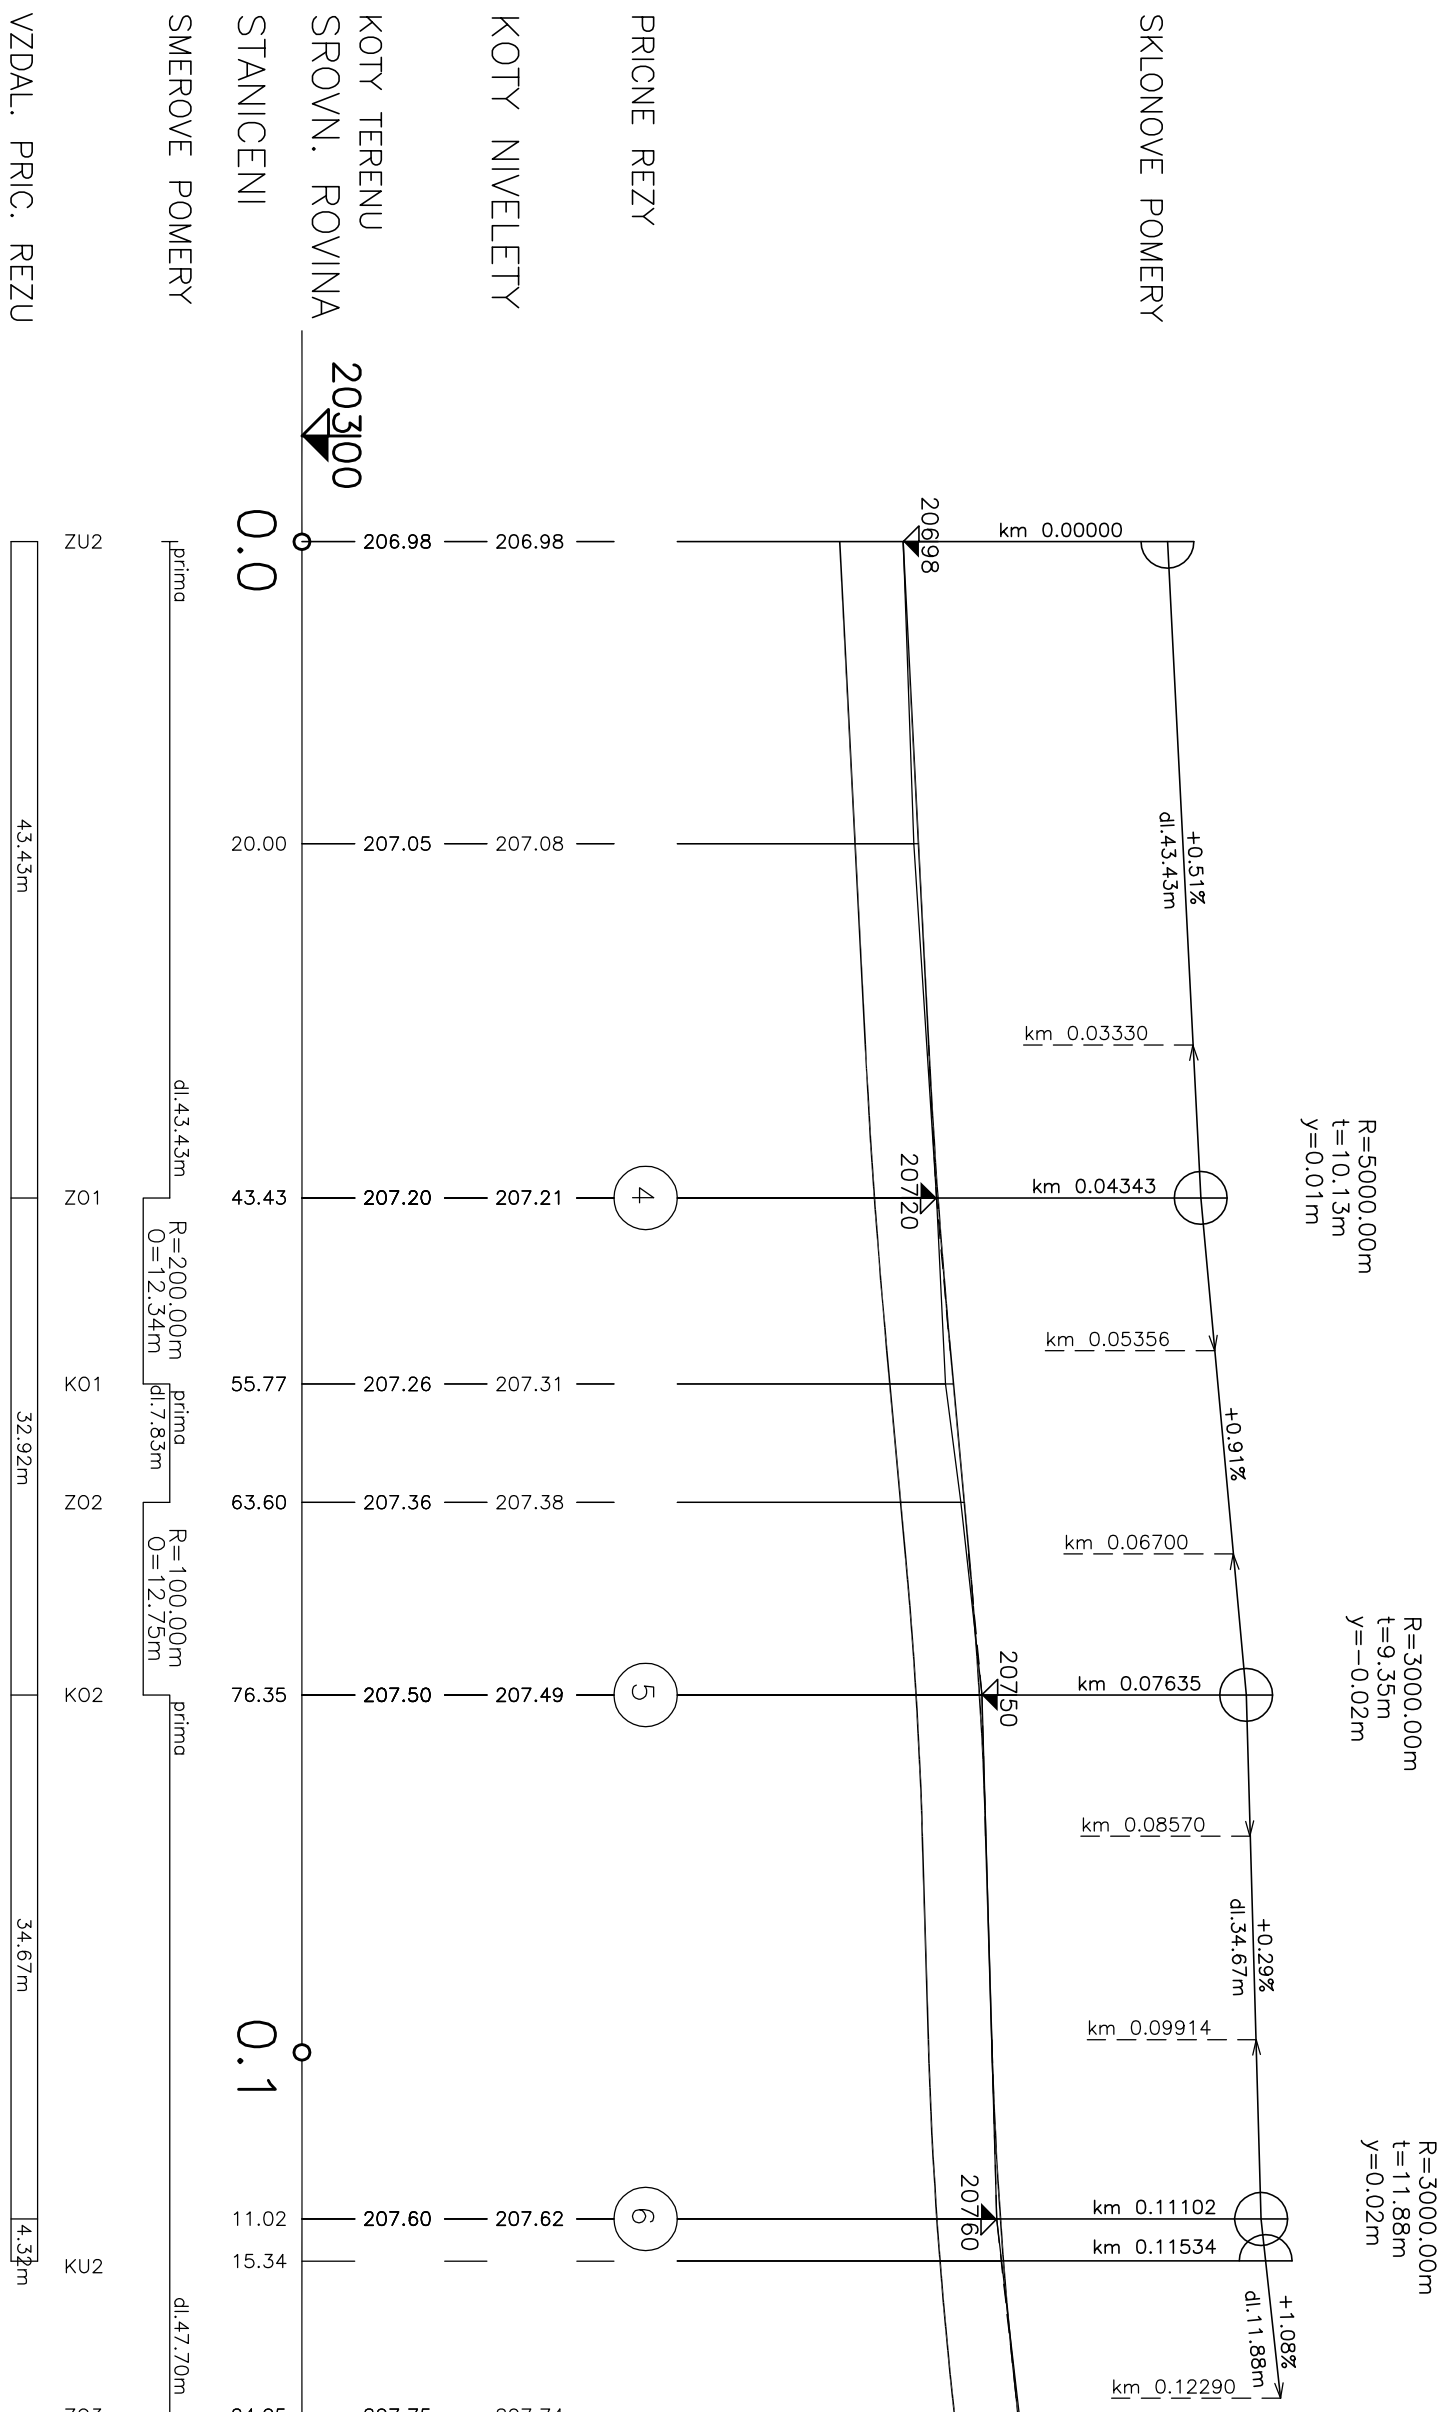 SKLONOVE POMERY
PRICNE REZY
KOTY NIVELETY
KOTY TERENU
SROVN. ROVINA
STANICENI
SMEROVE POMERY
VZDAL. PRIC. REZU
203.00
0.0
ZU2
prima
206.98
206.98
206.98
km 0.00000
43.43m
20.00
207.05
207.08
+0.51%
dl.43.43m
km 0.03330
dl.43.43m
R=5000.00m
t=10.13m
y=0.01m
ZO1
43.43
207.20
207.21
4
207.20
km 0.04343
R=200.00m
O=12.34m
km 0.05356
KO1
prima
dl.7.83m
55.77
207.26
207.31
32.92m
+0.91%
ZO2
63.60
207.36
207.38
km 0.06700
R=100.00m
O=12.75m
R=3000.00m
t=9.35m
y=-0.02m
KO2
prima
76.35
207.50
207.49
5
207.50
km 0.07635
km 0.08570
34.67m
+0.29%
dl.34.67m
km 0.09914
0.1
R=3000.00m
t=11.88m
y=0.02m
11.02
207.60
207.62
6
207.60
km 0.11102
4.32m
KU2
15.34
km 0.11534
dl.47.70m
+1.08%
dl.11.88m
km 0.12290